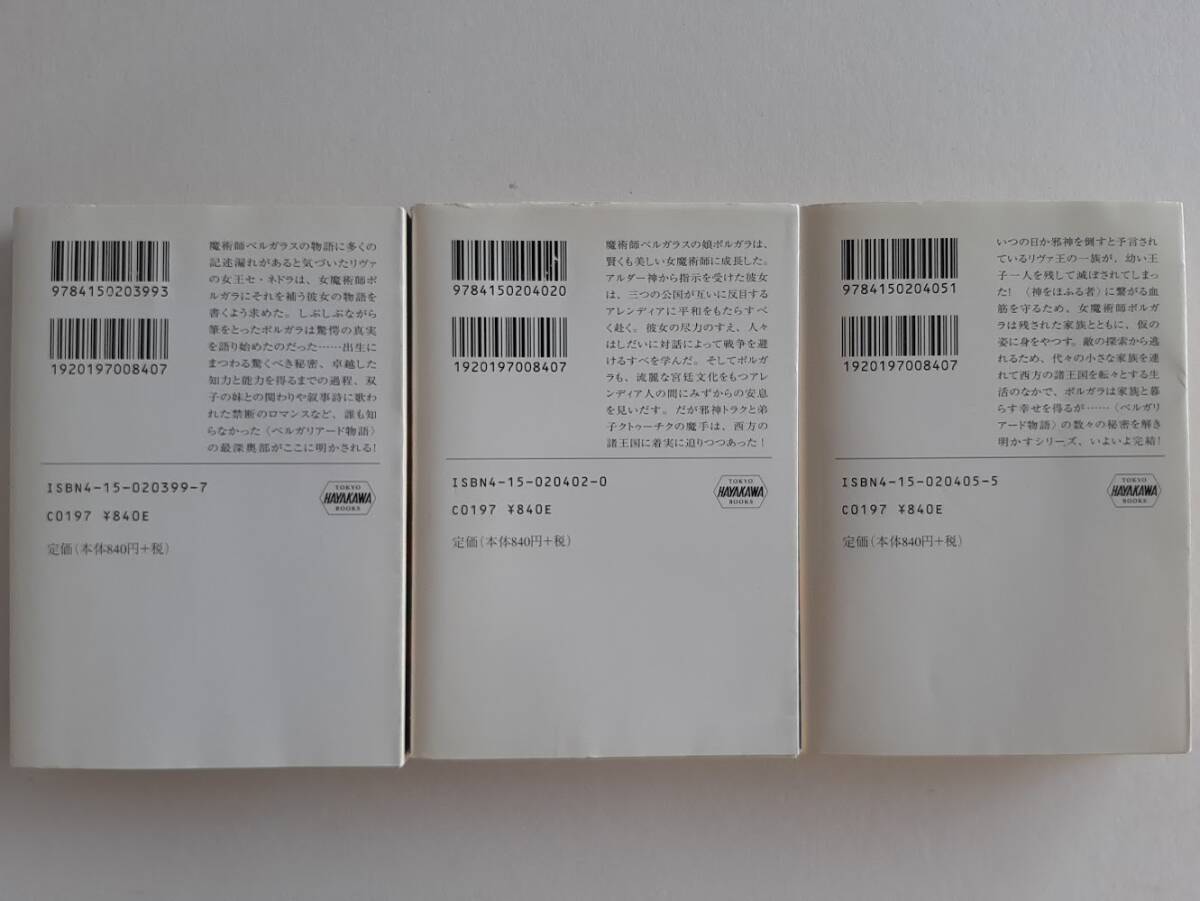 9784150203993
1920197008407
魔術師ベルガラスの物語に多くの
記述漏れがあると気づいたリヴァ
の女王セ・ネドラは、女魔術師ポ
ルガラにそれを補う彼女の物語を
書くよう求めた。しぶしぶながら
筆をとったポルガラは驚愕の真実
を語り始めたのだった……出生に
まつわる驚くべき秘密、卓越した
知力と能力を得るまでの過程、双
子の妹との関わりや叙事詩に歌わ
れた禁断のロマンスなど、誰も知
らなかった〈ベルガリアード物語〉
の最深奥部がここに明かされる!
ISBN4-15-020399-7
C0197 ¥840E
定価(本体840円+税)
TOKYO
HAYAKAWA
BOOKS
9784150204020
1920197008407
魔術師ベルガラスの娘ポルガラは、
賢くも美しい女魔術師に成長した。
アルダー神から指示を受けた彼女
は、三つの公国が互いに反目する
アレンディアに平和をもたらすべ
く赴く。彼女の尽力のすえ、人々
はしだいに対話によって戦争を避
けるすべを学んだ。そしてポルガ
ラも、流麗な宮廷文化をもつアレ
ンディア人の間にみずからの安息
を見いだす。だが邪神トラクと弟
子クトゥーチクの魔手は、西方の
諸王国に着実に迫りつつあった!
ISBN4-15-020402-0
C0197 ¥840E
定価(本体840円+税)
TOKYO
HAYAKAWA
BOOKS
9784150204051
1920197008407
いつの日か邪神を倒すと予言され
ているリヴァ王の一族が、幼い王
子一人を残して滅ぼされてしまっ
た!〈神をほふる者〉に繋がる血
筋を守るため、女魔術師ポルガ
ラは残された家族とともに、仮の
姿に身をやつす。敵の探索から逃
れるため、代々の小さな家族を連
れて西方の諸王国を転々とする生
活のなかで、ポルガラは家族と暮
らす幸せを得るが……〈ベルガリ
アード物語〉の数々の秘密を解き
明かすシリーズ、いよいよ完結!
ISBN4-15-020405-5
C0197 ¥840E
定価(本体840円+税)
TOKYO
HAYAKAWA
BOOKS